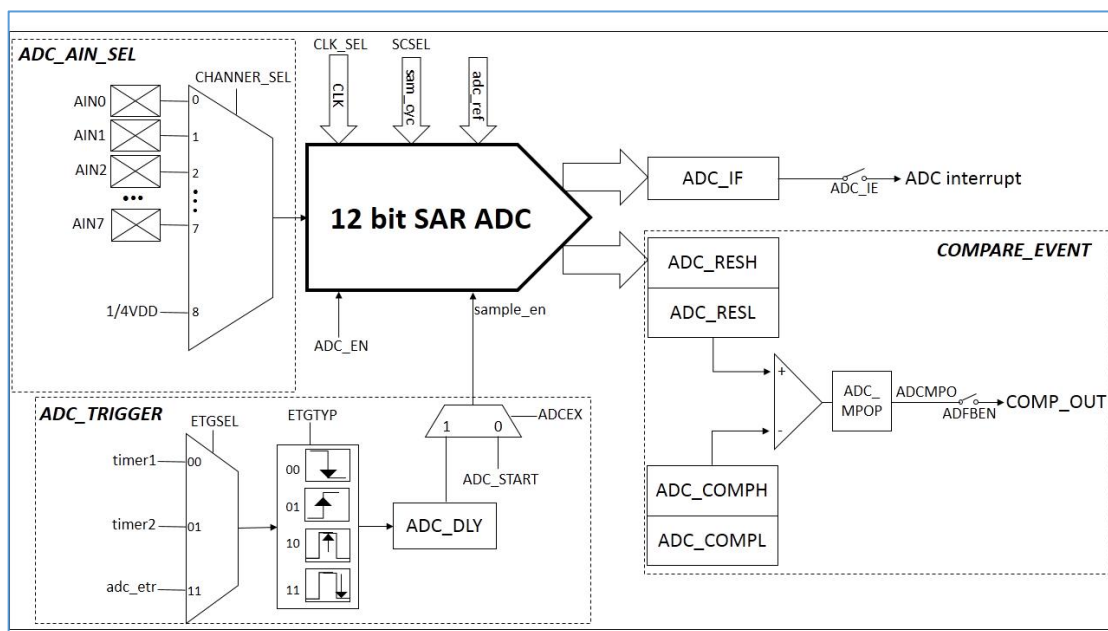 ADC_AIN_SEL
CHANNER_SEL
AIN0
0
AIN1
1
AIN2
2
•••
AIN7
7
1/4VDD
8
CLK_SEL
SCSEL
CLK
sam_cyc
adc_ref
12 bit SAR ADC
ADC_EN
sample_en
ADC_IF
ADC_IE
ADC interrupt
COMPARE_EVENT
ADC_RESH
ADC_RESL
+
-
ADC_
MPOP
ADCMPO
ADFBEN
COMP_OUT
ADC_COMPH
ADC_COMPL
ADC_TRIGGER
ETGSEL
timer1
00
timer2
01
adc_etr
11
ETGTYP
00
01
10
11
ADC_DLY
1
0
ADCEX
ADC_START